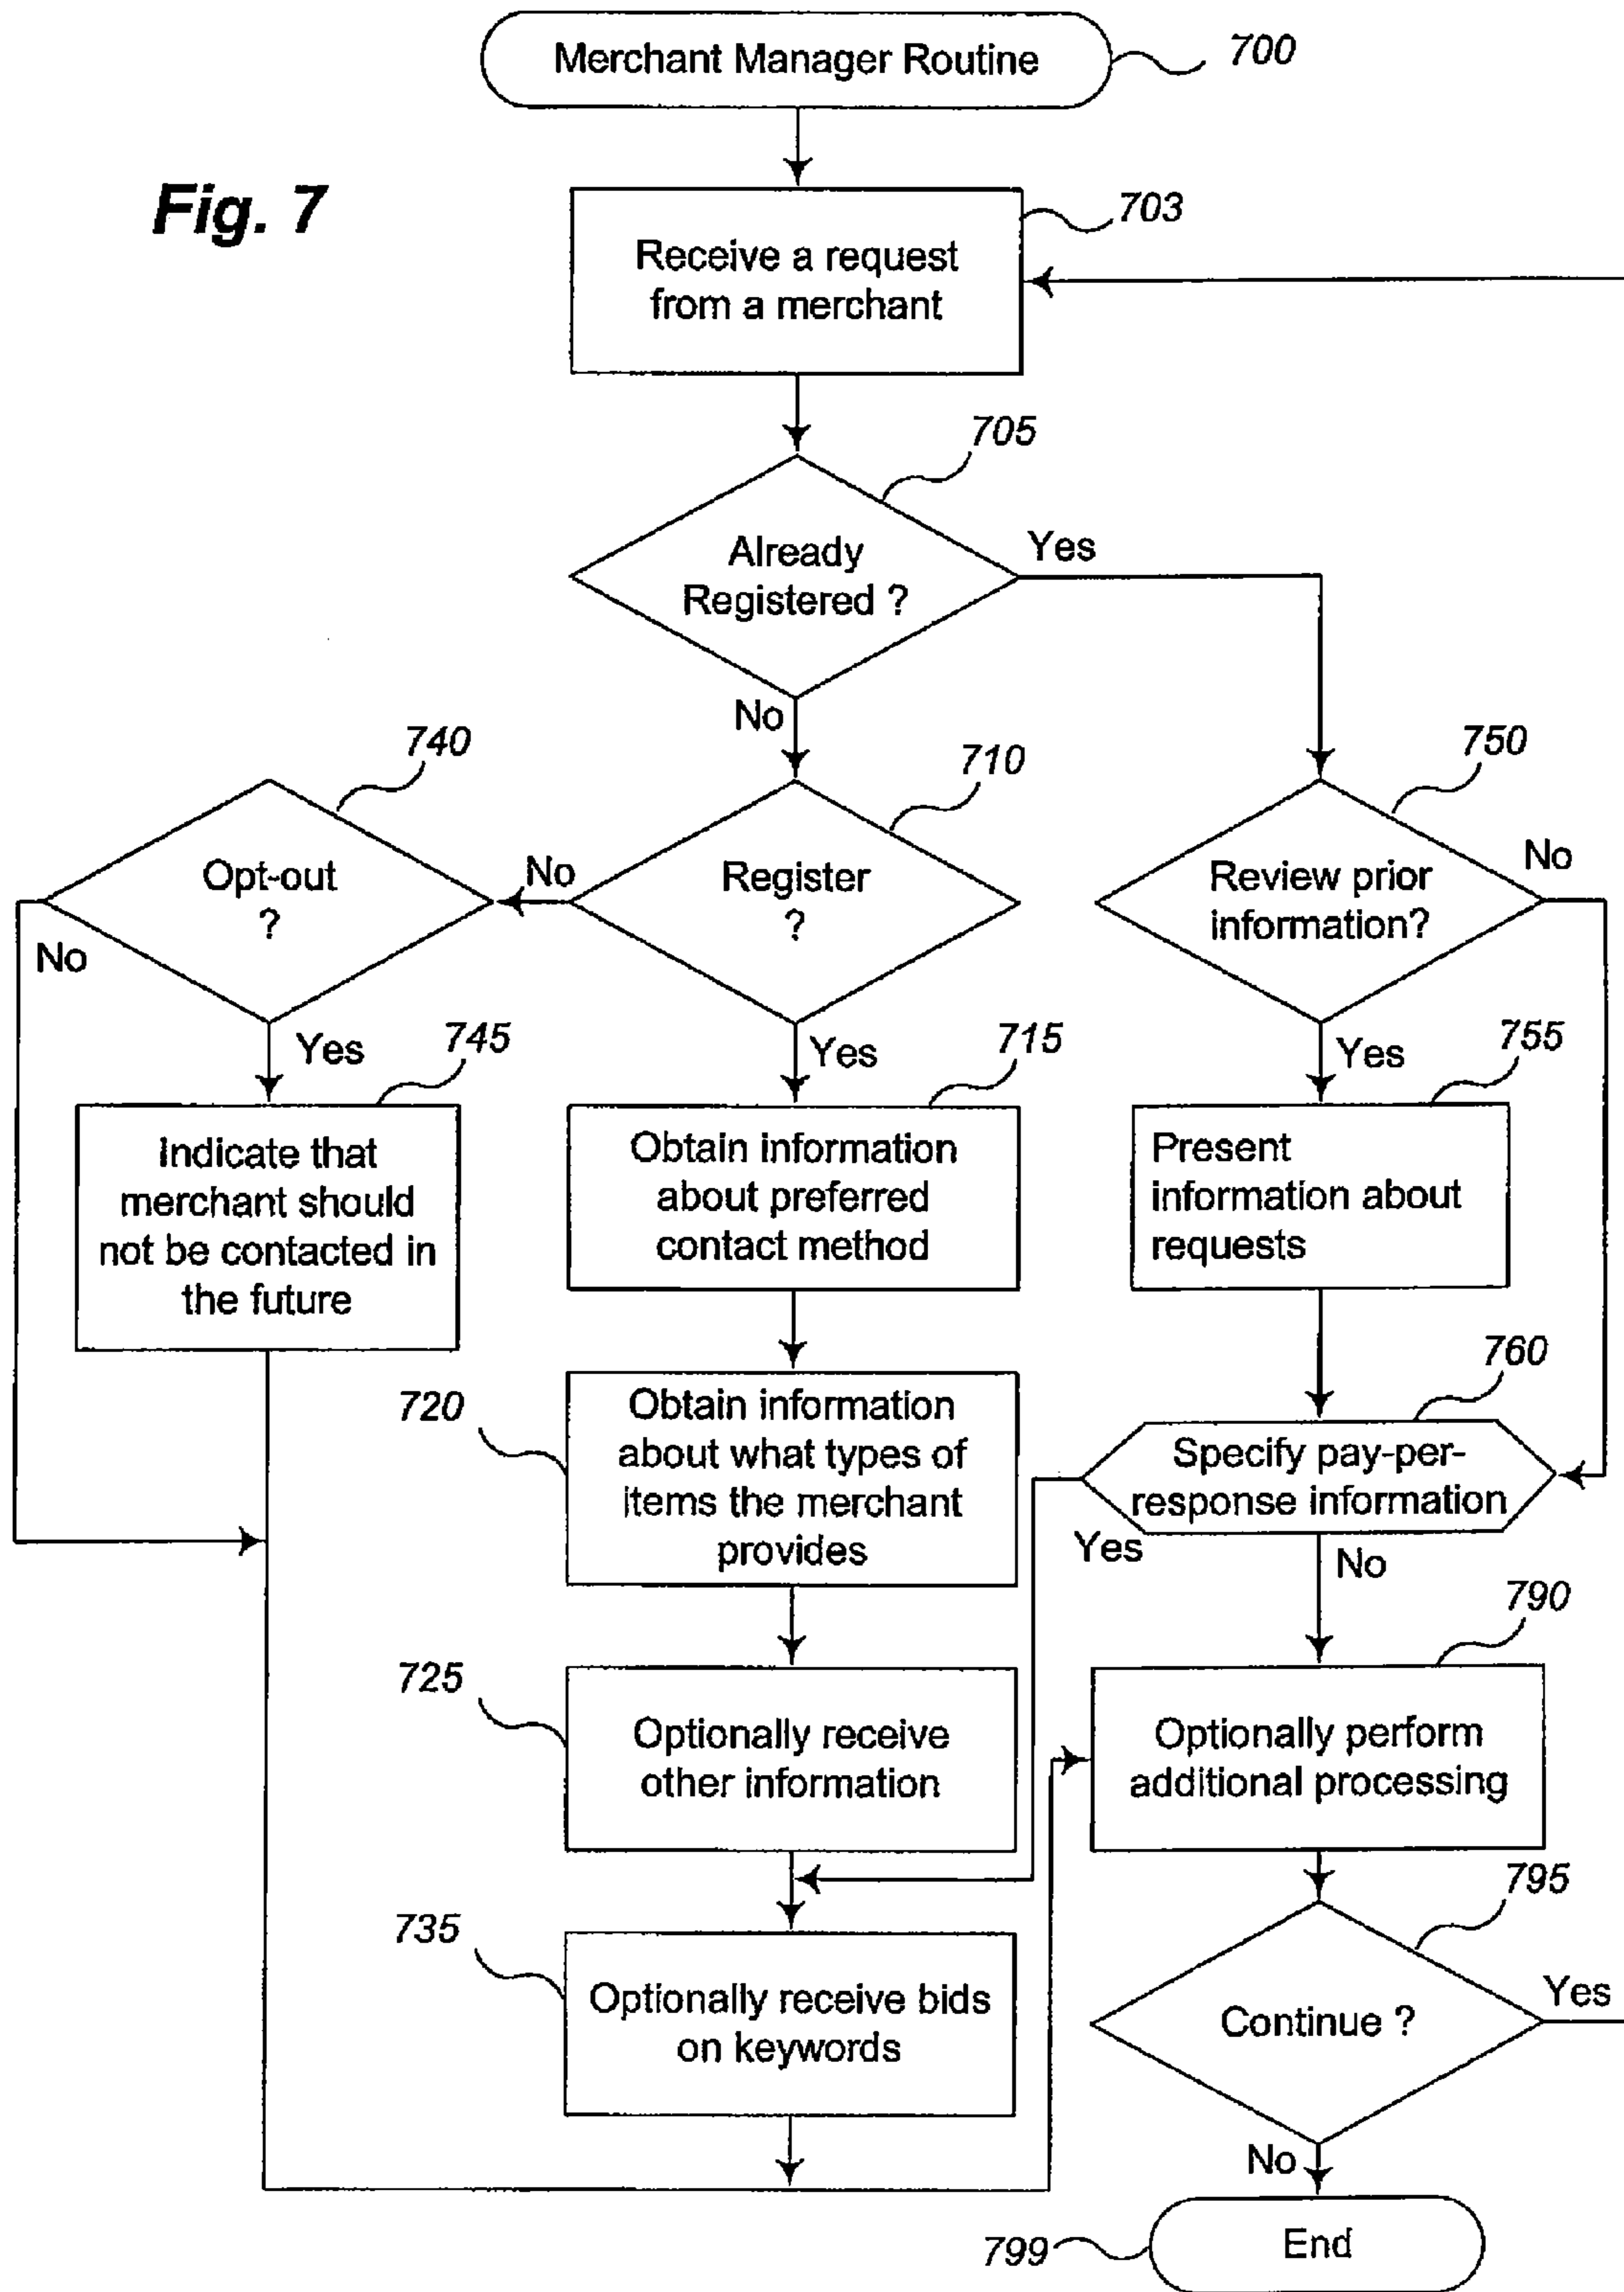 Merchant Manager Routine
700
Fig. 7
703
Receive a request
from a merchant
705
Already
Registered ?
Yes
No
740
710
750
Opt-out
?
No
Register
?
Review prior
information?
No
No
Yes
745
Yes
715
Yes
755
Indicate that
merchant should
not be contacted in
the future
Obtain information
about preferred
contact method
Present
information about
requests
720
Obtain information
about what types of
items the merchant
provides
760
Specify pay-per-
response information
Yes
No
725
Optionally receive
other information
790
Optionally perform
additional processing
735
Optionally receive bids
on keywords
795
Continue ?
Yes
No
799
End